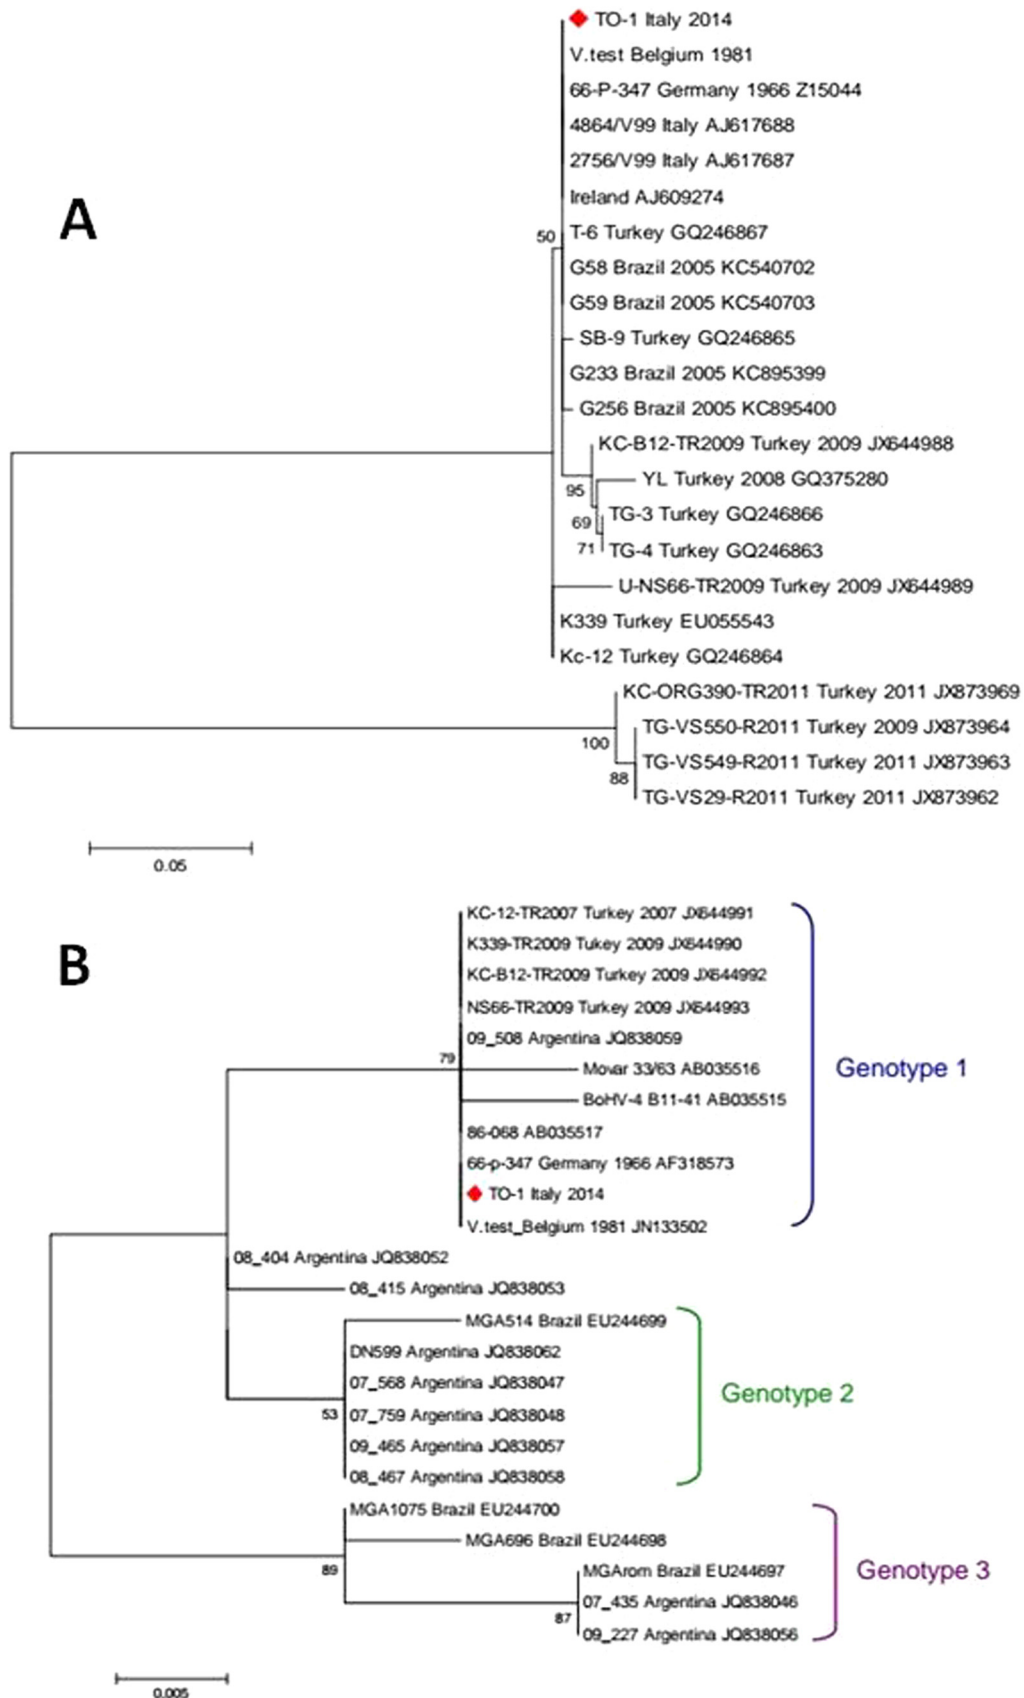 TO-1 Italy 2014
V.test Belgium 1981
66-P-347 Germany 1966 Z15044
4864/V99 Italy AJ617688
2756/V99 Italy AJ617687
Ireland AJ609274
A
50
T-6 Turkey GQ246867
G58 Brazil 2005 KC540702
G59 Brazil 2005 KC540703
SB-9 Turkey GQ246865
G233 Brazil 2005 KC895399
G256 Brazil 2005 KC895400
KC-B12-TR2009 Turkey 2009 JX644988
YL Turkey 2008 GQ375280
95
TG-3 Turkey GQ246866
69
71
TG-4 Turkey GQ246863
U-NS66-TR2009 Turkey 2009 JX644989
K339 Turkey EU055543
Kc-12 Turkey GQ246864
KC-ORG390-TR2011 Turkey 2011 JX873969
TG-VS550-R2011 Turkey 2009 JX873964
100
TG-VS549-R2011 Turkey 2011 JX873963
88
TG-VS29-R2011 Turkey 2011 JX873962
0.05
B
KC-12-TR2007 Turkey 2007 JX644991
K339-TR2009 Tukey 2009 JX644990
KC-B12-TR2009 Turkey 2009 JX644992
NS66-TR2009 Turkey 2009 JX644993
09_508 Argentina JQ838059
79
Movar 33/63 AB035516
Genotype 1
BoHV-4 B11-41 AB035515
86-068 AB035517
66-p-347 Germany 1966 AF318573
TO-1 Italy 2014
V.test_Belgium 1981 JN133502
08_404 Argentina JQ838052
08_415 Argentina JQ838053
MGA514 Brazil EU244699
DN599 Argentina JQ838062
07_568 Argentina JQ838047
Genotype 2
53
07_759 Argentina JQ838048
09_465 Argentina JQ838057
08_467 Argentina JQ838058
MGA1075 Brazil EU244700
MGA696 Brazil EU244698
89
MGArom Brazil EU244697
Genotype 3
07_435 Argentina JQ838046
87
09_227 Argentina JQ838056
0.005